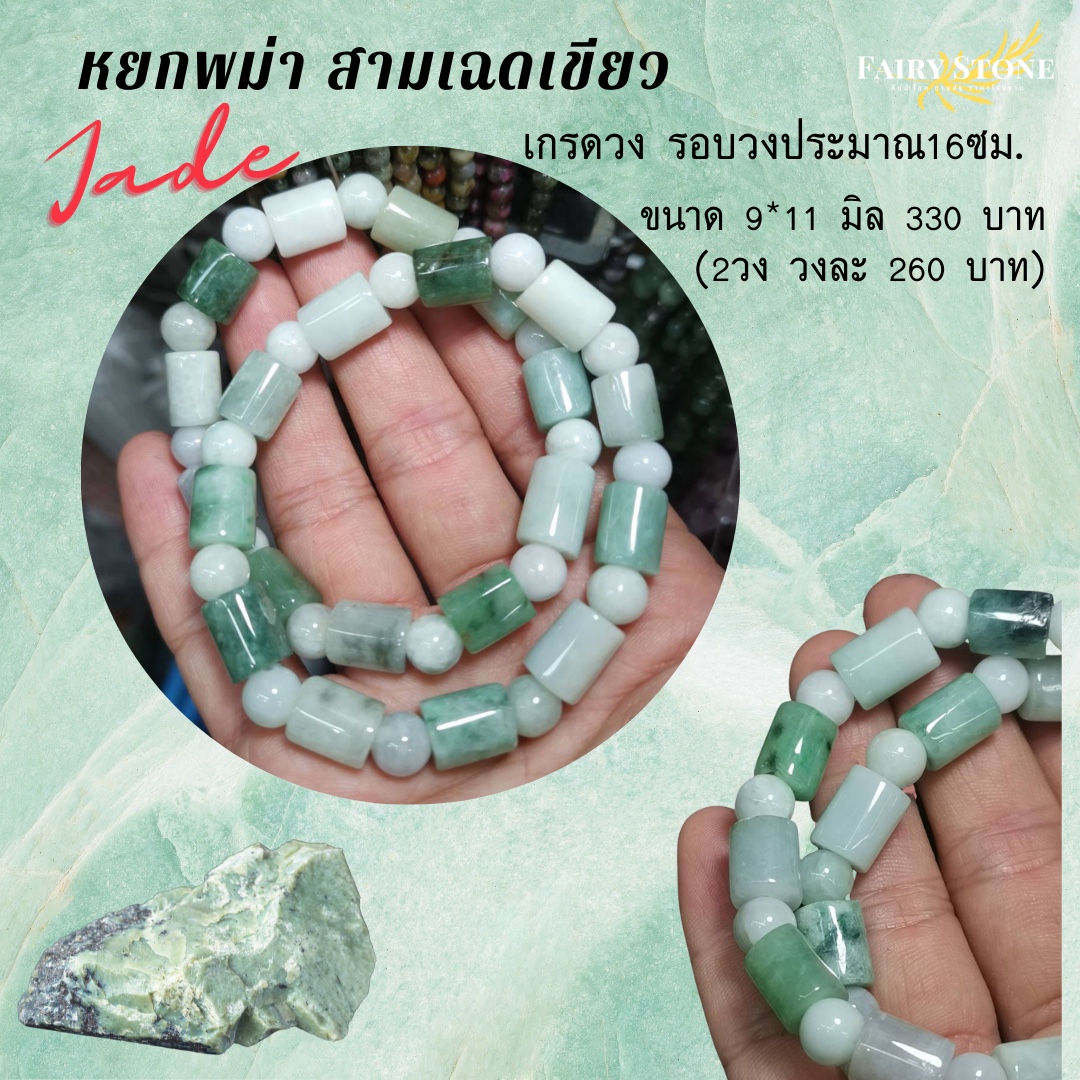 หยกพม่า สามเฉดเขียว
FAIRY STONE
Jade
เกรดวง รอบวงประมาณ16ซม.
ขนาด 9*11 มิล 330 บาท
(2วง วงละ 260 บาท)